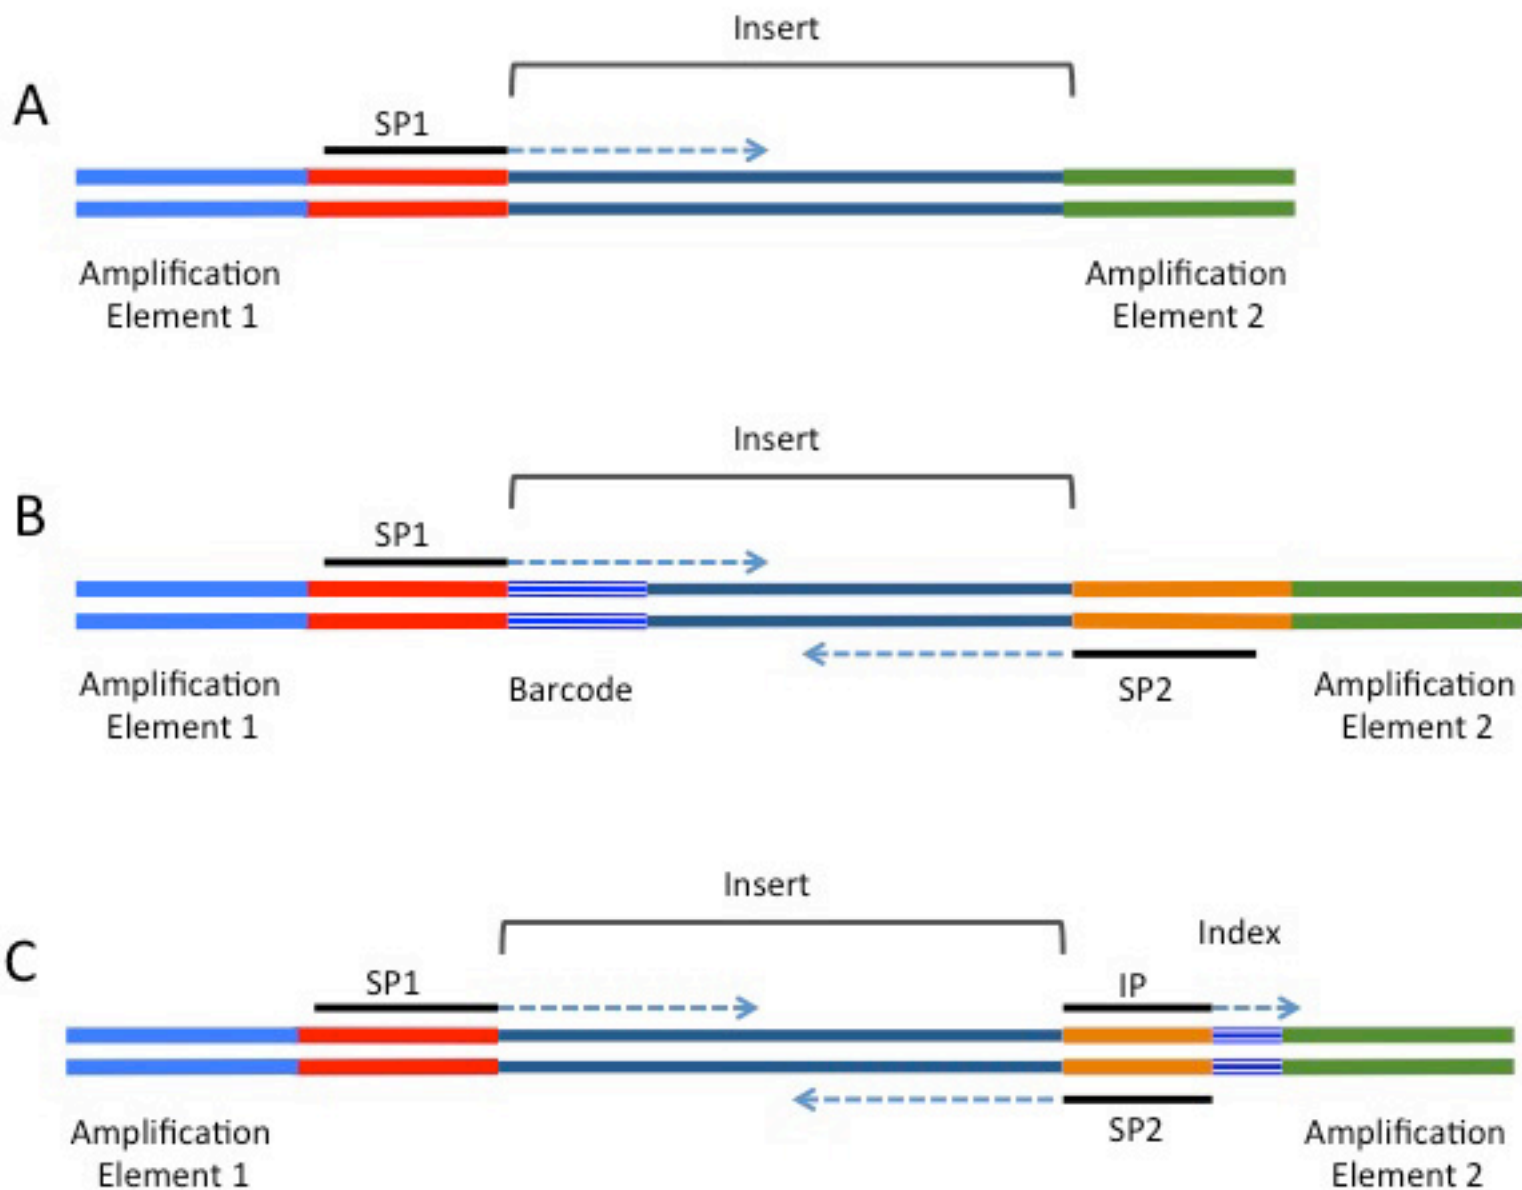 Insert
A
SP1
Amplification
Element 1
Amplification
Element 2
Insert
B
SP1
Amplification
Element 1
Barcode
SP2
Amplification
Element 2
Insert
Index
C
SP1
IP
Amplification
Element 1
SP2
Amplification
Element 2